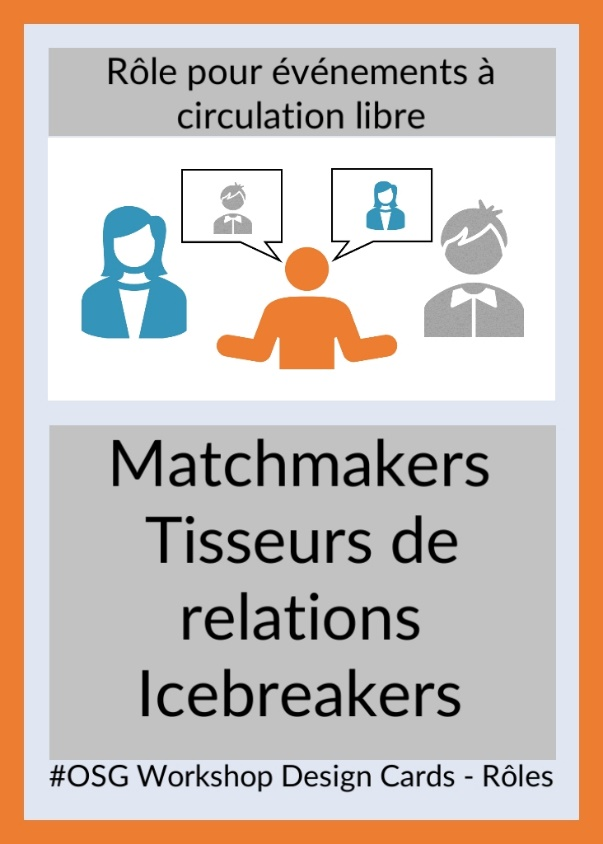 Rôle pour événements à
circulation libre
Matchmakers
Tisseurs de
relations
Icebreakers
#OSG Workshop Design Cards - Rôles